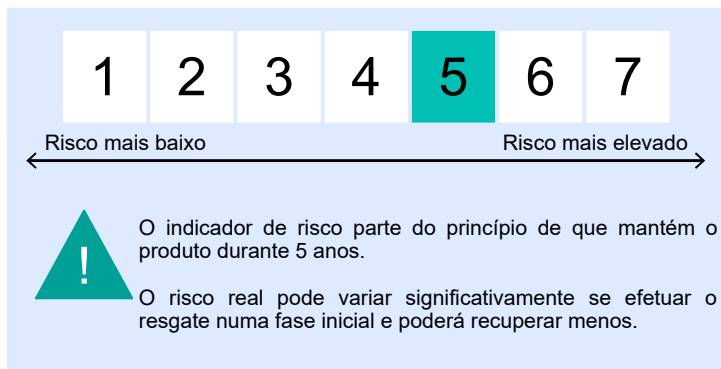 1 2 3 4 5 6 7
Risco mais baixo Risco mais elevado
!
O indicador de risco parte do princípio de que mantém o
produto durante 5 anos.
O risco real pode variar significativamente se efetuar o
resgate numa fase inicial e poderá recuperar menos.